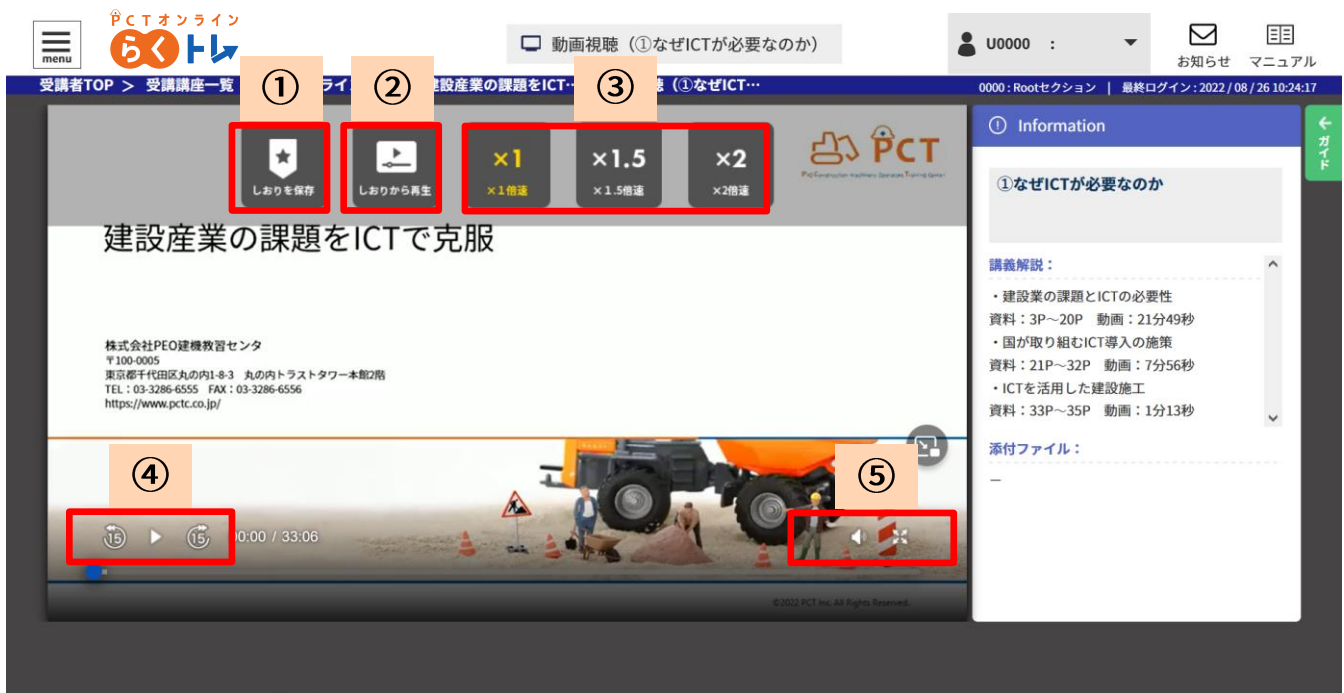 PCTオンライン
らくトレ
menu
動画視聴（①なぜICTが必要なのか）
U0000 ：
お知らせ
マニュアル
受講者TOP ＞ 受講講座一覧
ライ
建設産業の課題をICT…
（①なぜICT…
0000：Rootセクション | 最終ログイン：2022 / 08 / 26 10:24:17
①
②
③
しおりを保存
しおりから再生
×1
×1倍速
×1.5
×1.5倍速
×2
×2倍速
PCT
建設産業の課題をICTで克服
株式会社PEO建機教習センタ
〒100-0005
東京都千代田区丸の内1-8-3 丸の内トラストタワー本館2階
TEL：03-3286-6555 FAX：03-3286-6556
https://www.pctc.co.jp/
④
⑤
15
15
00:00 / 33:06
©2022 PCT Inc. All Rights Reserved.
Information
ガイド
①なぜICTが必要なのか
講義解説：
・建設業の課題とICTの必要性
資料：3P～20P 動画：21分49秒
・国が取り組むICT導入の施策
資料：21P～32P 動画：7分56秒
・ICTを活用した建設施工
資料：33P～35P 動画：1分13秒
添付ファイル：
－